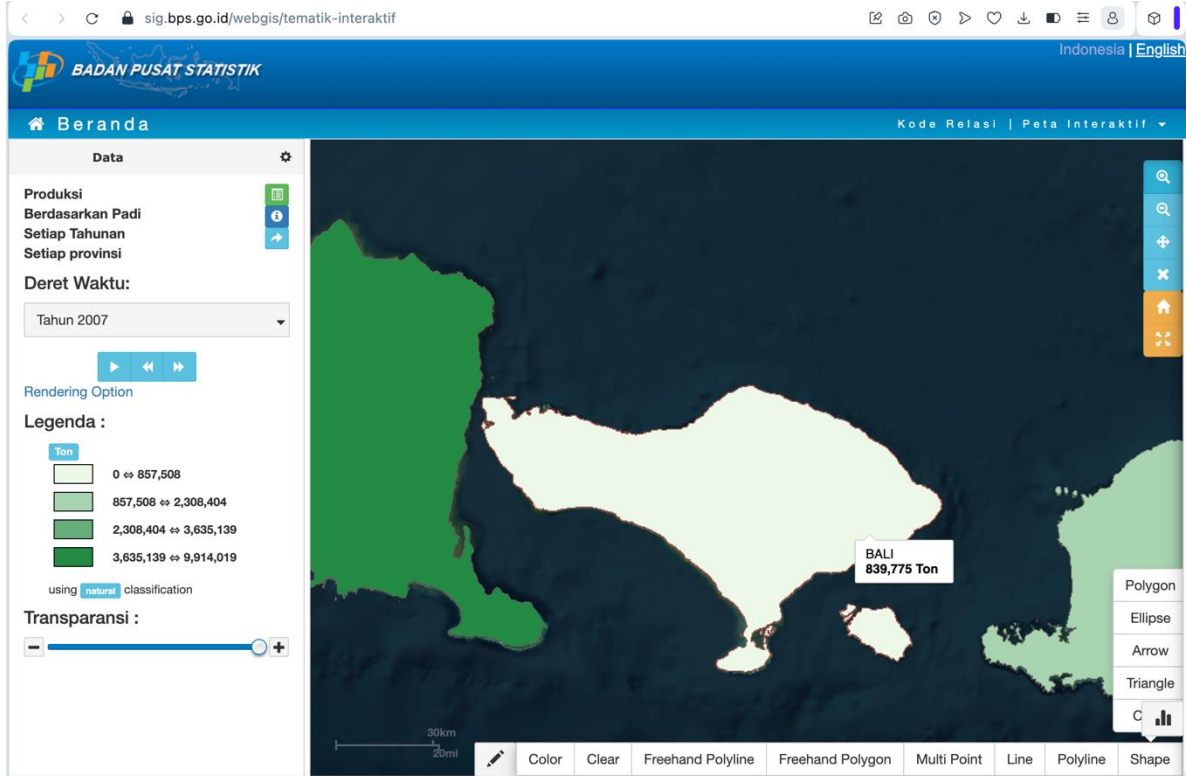 sig.bps.go.id/webgis/tematik-interaktif
Indonesia | English
BADAN PUSAT STATISTIK
Beranda
Kode Relasi | Peta Interaktif
Data
Produksi
Berdasarkan Padi
Setiap Tahunan
Setiap provinsi
Deret Waktu:
Tahun 2007
Rendering Option
Legenda :
Ton
0 ⇔ 857,508
857,508 ⇔ 2,308,404
2,308,404 ⇔ 3,635,139
3,635,139 ⇔ 9,914,019
using natural classification
Transparansi :
BALI
839,775 Ton
Polygon
Ellipse
Arrow
Triangle
30km
20mi
Color
Clear
Freehand Polyline
Freehand Polygon
Multi Point
Line
Polyline
Shape